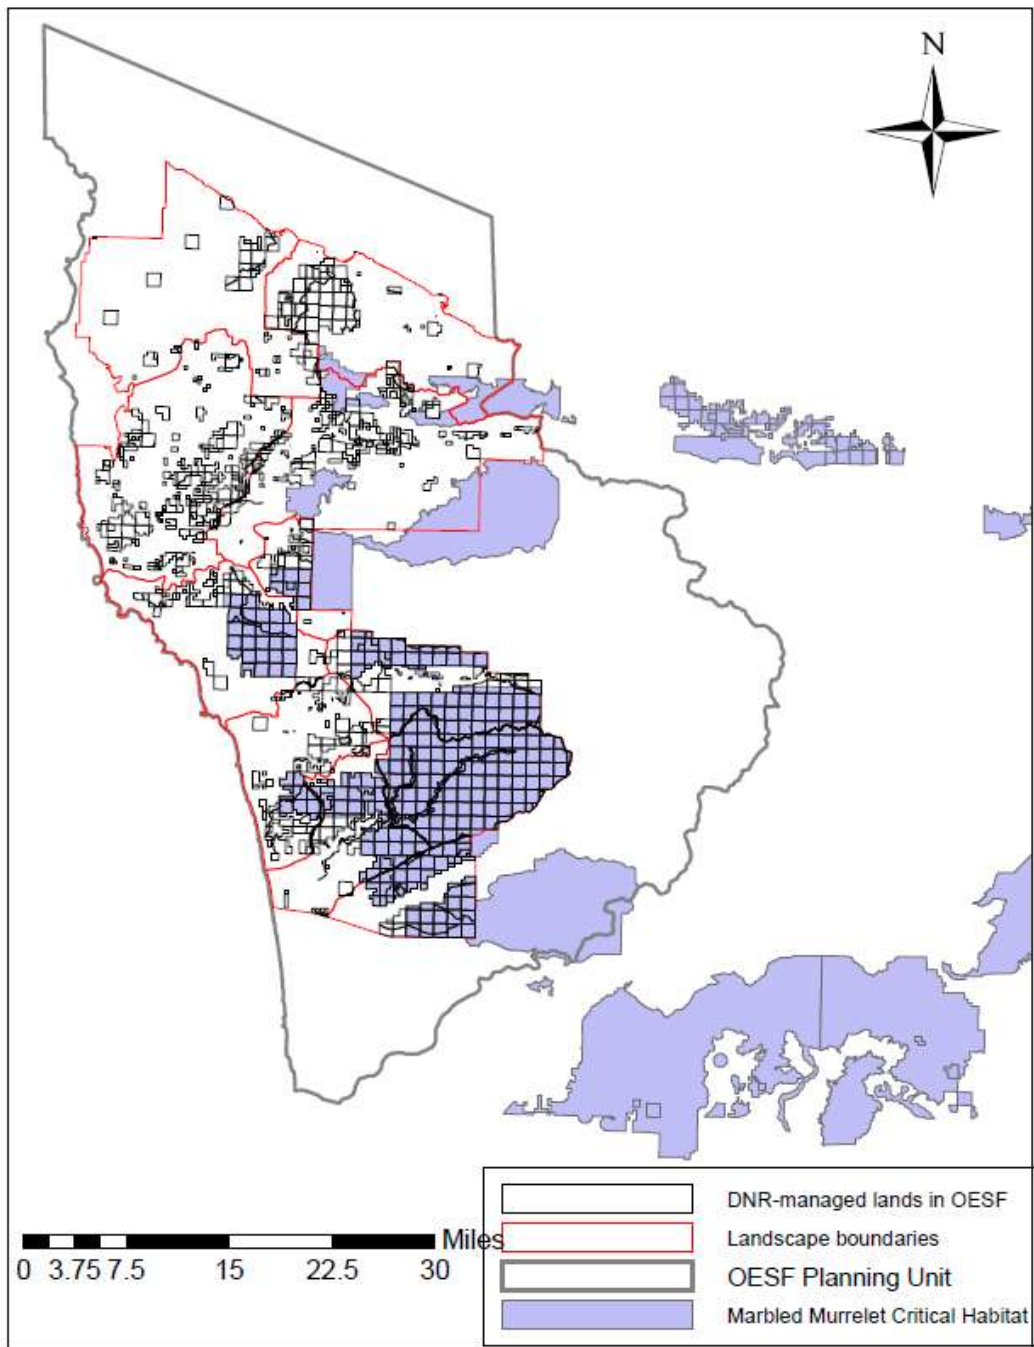 N
DNR-managed lands in OESF
Miles
Landscape boundaries
0 3.75 7.5 15 22.5 30
OESF Planning Unit
Marbled Murrelet Critical Habitat